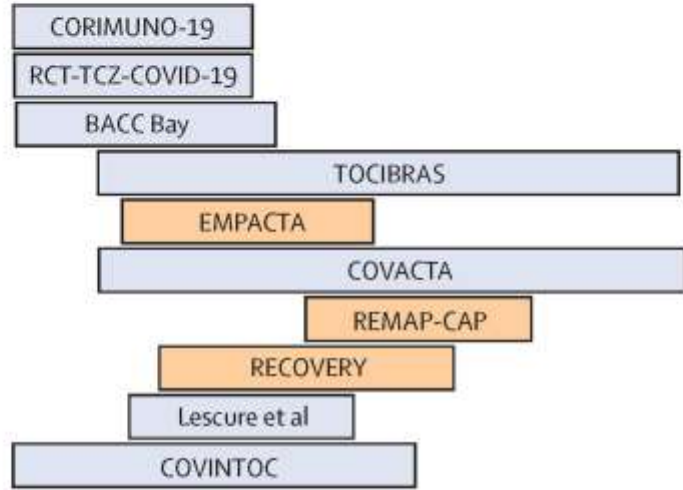 CORIMUNO-19
RCT-TCZ-COVID-19
BACC Bay
TOCIBRAS
EMPACTA
COVACTA
REMAP-CAP
RECOVERY
Lescure et al
COVINTOC